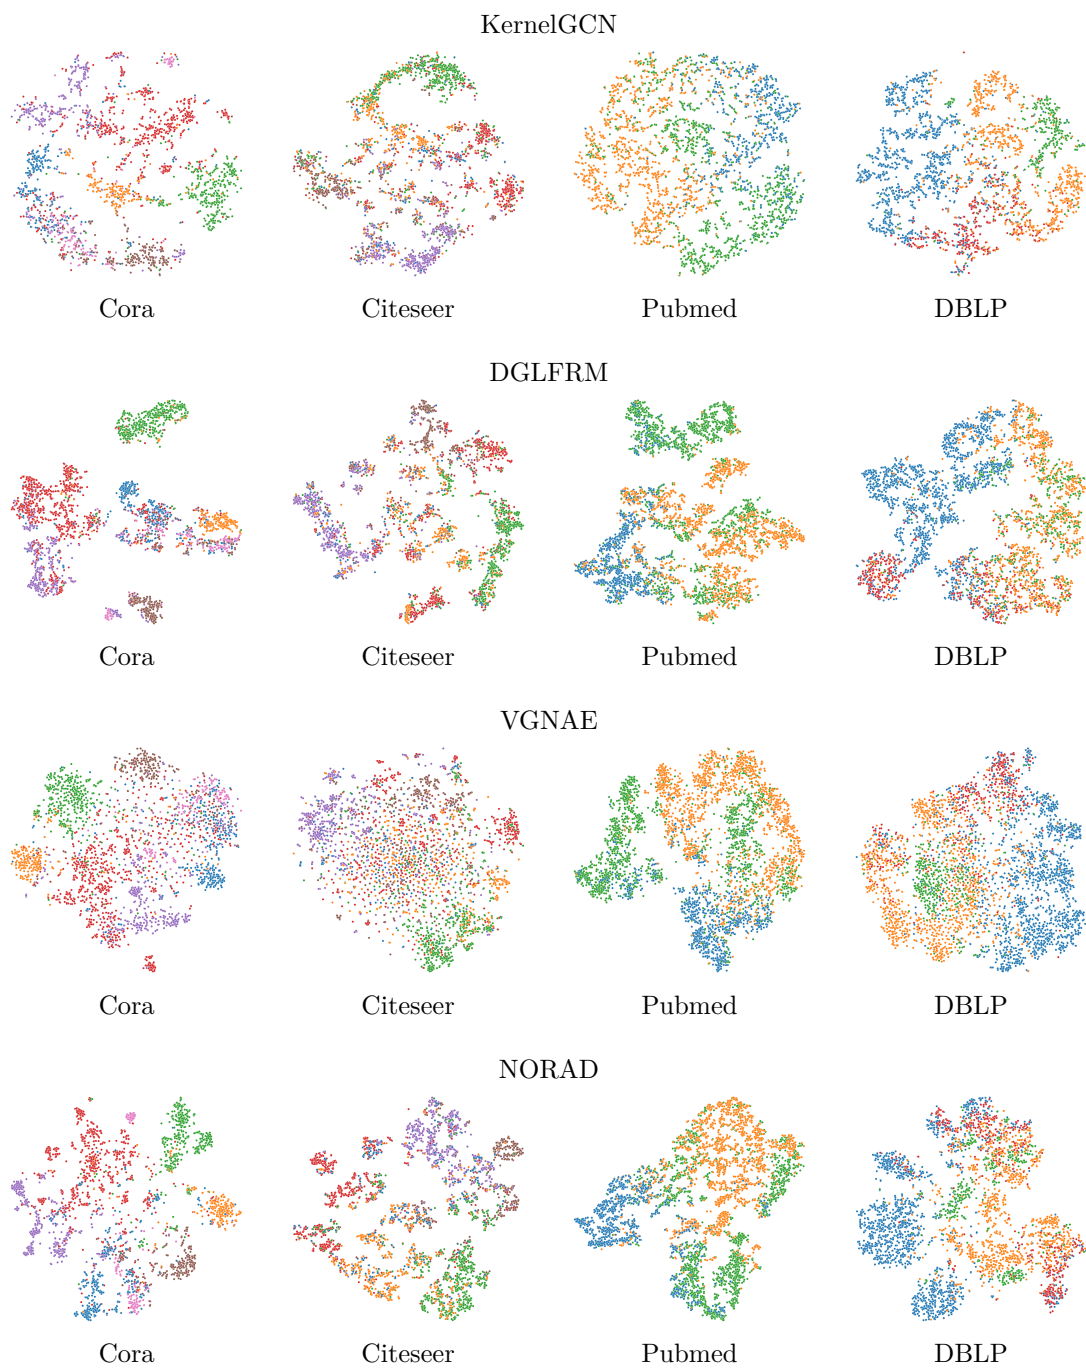 KernelGCN
Cora Citeseer Pubmed DBLP
DGLFRM
Cora Citeseer Pubmed DBLP
VGNAE
Cora Citeseer Pubmed DBLP
NORAD
Cora Citeseer Pubmed DBLP